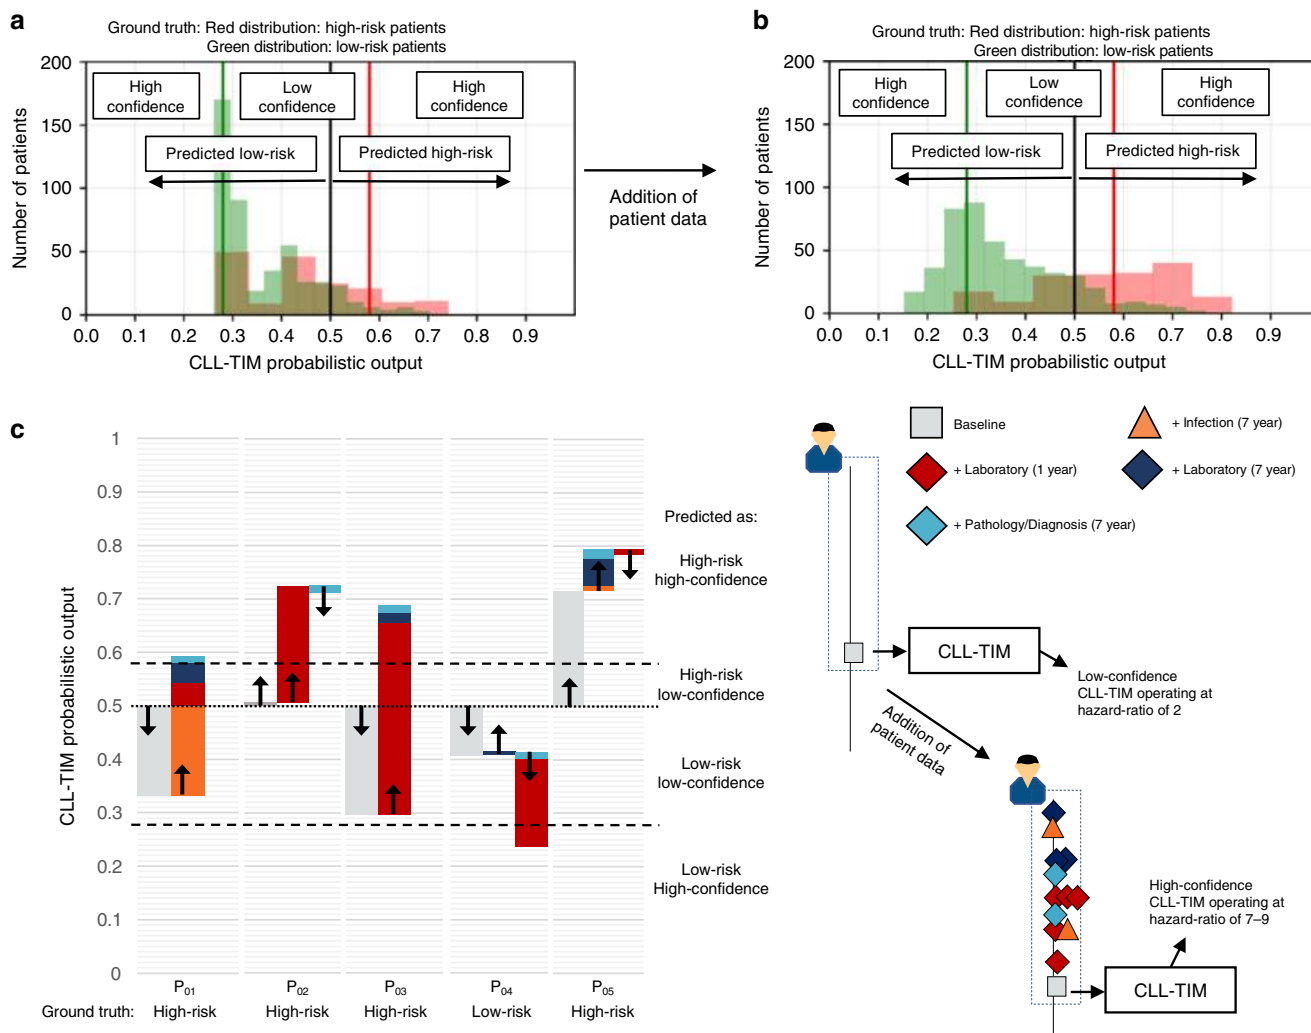 a
Ground truth: Red distribution: high-risk patients
Green distribution: low-risk patients
200
150
100
50
0
Number of patients
High
confidence
Low
confidence
High
confidence
Predicted low-risk
Predicted high-risk
0.0 0.1 0.2 0.3 0.4 0.5 0.6 0.7 0.8 0.9
CLL-TIM probabilistic output
Addition of
patient data
b
Ground truth: Red distribution: high-risk patients
Green distribution: low-risk patients
200
150
100
50
0
Number of patients
High
confidence
Low
confidence
High
confidence
Predicted low-risk
Predicted high-risk
0.0 0.1 0.2 0.3 0.4 0.5 0.6 0.7 0.8 0.9
CLL-TIM probabilistic output
c
1
0.9
0.8
0.7
0.6
0.5
0.4
0.3
0.2
0.1
0
CLL-TIM probabilistic output
Predicted as:
High-risk
high-confidence
High-risk
low-confidence
Low-risk
low-confidence
Low-risk
High-confidence
P01 P02 P03 P04 P05
Ground truth: High-risk High-risk High-risk Low-risk High-risk
Baseline
+ Infection (7 year)
+ Laboratory (1 year)
+ Laboratory (7 year)
+ Pathology/Diagnosis (7 year)
CLL-TIM
Low-confidence
CLL-TIM operating at
hazard-ratio of 2
Addition of
patient data
High-confidence
CLL-TIM operating at
hazard-ratio of 7–9
CLL-TIM